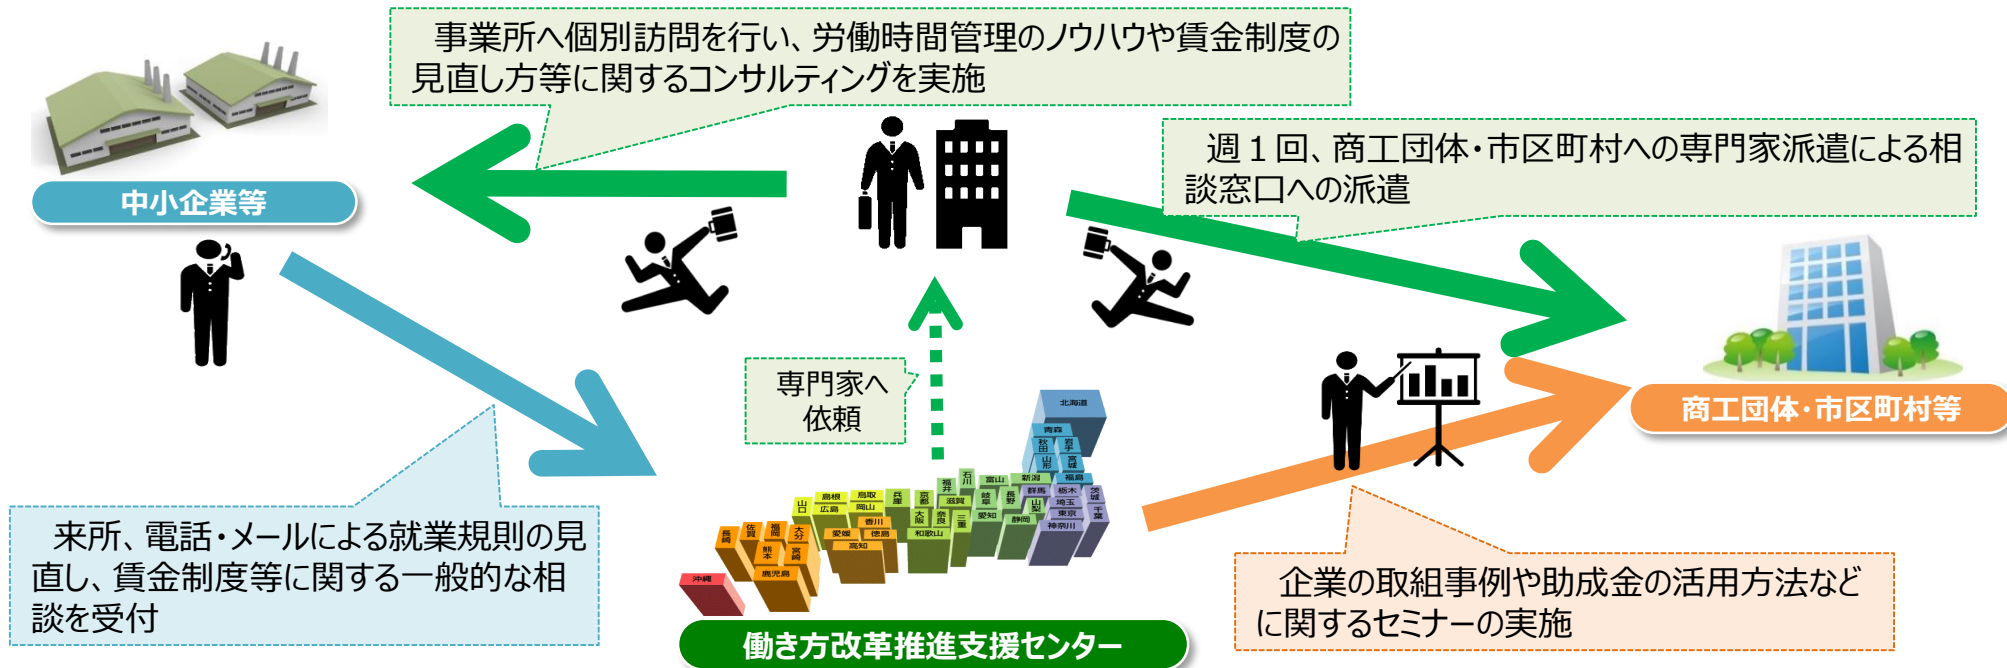 事業所へ個別訪問を行い、労働時間管理のノウハウや賃金制度の
見直し方等に関するコンサルティングを実施
週１回、商工団体・市区町村への専門家派遣による相
談窓口への派遣
中小企業等
専門家へ
依頼
商工団体・市区町村等
来所、電話・メールによる就業規則の見
直し、賃金制度等に関する一般的な相
談を受付
北海道
青森
秋田
岩手
山形
宮城
福島
新潟
富山
石川
福井
群馬
栃木
茨城
埼玉
千葉
東京
神奈川
山梨
長野
岐阜
静岡
愛知
滋賀
三重
京都
奈良
大阪
和歌山
兵庫
鳥取
島根
岡山
広島
山口
香川
徳島
愛媛
高知
福岡
大分
佐賀
長崎
熊本
宮崎
鹿児島
沖縄
企業の取組事例や助成金の活用方法など
に関するセミナーの実施
働き方改革推進支援センター